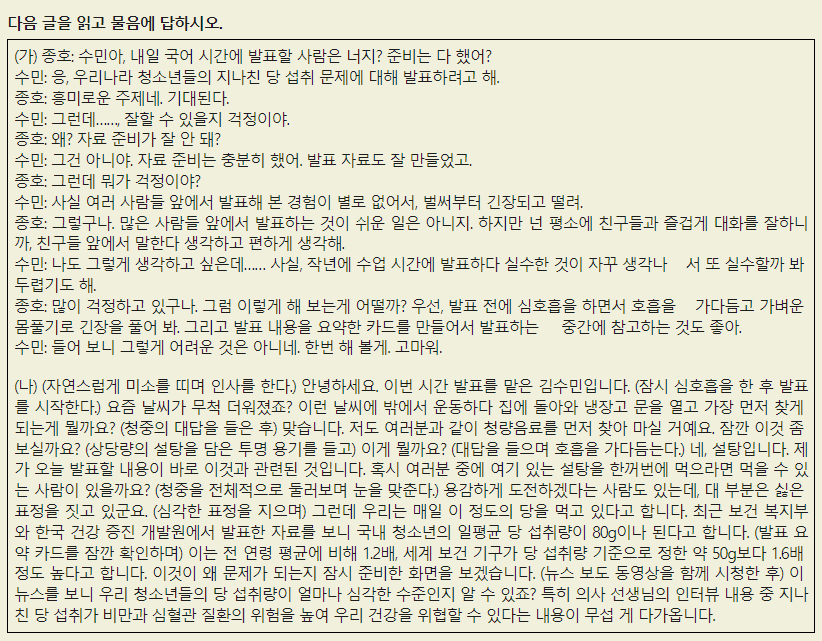 다음 글을 읽고 물음에 답하시오.
(가) 종호: 수민아, 내일 국어 시간에 발표할 사람은 너지? 준비는 다 했어?
수민: 응, 우리나라 청소년들의 지나친 당 섭취 문제에 대해 발표하려고 해.
종호: 흥미로운 주제네. 기대된다.
수민: 그런데……, 잘할 수 있을지 걱정이야.
종호: 왜? 자료 준비가 잘 안 돼?
수민: 그건 아니야. 자료 준비는 충분히 했어. 발표 자료도 잘 만들었고.
종호: 그런데 뭐가 걱정이야?
수민: 사실 여러 사람들 앞에서 발표해 본 경험이 별로 없어서, 벌써부터 긴장되고 떨려.
종호: 그렇구나. 많은 사람들 앞에서 발표하는 것이 쉬운 일은 아니지. 하지만 넌 평소에 친구들과 즐겁게 대화를 잘하니
까, 친구들 앞에서 말한다 생각하고 편하게 생각해.
수민: 나도 그렇게 생각하고 싶은데…… 사실, 작년에 수업 시간에 발표하다 실수한 것이 자꾸 생각나 서 또 실수할까 봐
두렵기도 해.
종호: 많이 걱정하고 있구나. 그럼 이렇게 해 보는게 어떨까? 우선, 발표 전에 심호흡을 하면서 호흡을 가다듬고 가벼운
몸풀기로 긴장을 풀어 봐. 그리고 발표 내용을 요약한 카드를 만들어서 발표하는 중간에 참고하는 것도 좋아.
수민: 들어 보니 그렇게 어려운 것은 아니네. 한번 해 볼게. 고마워.
(나) (자연스럽게 미소를 띠며 인사를 한다.) 안녕하세요. 이번 시간 발표를 맡은 김수민입니다. (잠시 심호흡을 한 후 발표
를 시작한다.) 요즘 날씨가 무척 더워졌죠? 이런 날씨에 밖에서 운동하다 집에 돌아와 냉장고 문을 열고 가장 먼저 찾게
되는게 뭘까요? (청중의 대답을 들은 후) 맞습니다. 저도 여러분과 같이 청량음료를 먼저 찾아 마실 거예요. 잠깐 이것 좀
보실까요? (상당량의 설탕을 담은 투명 용기를 들고) 이게 뭘까요? (대답을 들으며 호흡을 가다듬는다.) 네, 설탕입니다. 제
가 오늘 발표할 내용이 바로 이것과 관련된 것입니다. 혹시 여러분 중에 여기 있는 설탕을 한꺼번에 먹으라면 먹을 수 있
는 사람이 있을까요? (청중을 전체적으로 둘러보며 눈을 맞춘다.) 용감하게 도전하겠다는 사람도 있는데, 대 부분은 싫은
표정을 짓고 있군요. (심각한 표정을 지으며) 그런데 우리는 매일 이 정도의 당을 먹고 있다고 합니다. 최근 보건 복지부
와 한국 건강 증진 개발원에서 발표한 자료를 보니 국내 청소년의 일평균 당 섭취량이 80g이나 된다고 합니다. (발표 요
약 카드를 잠깐 확인하며) 이는 전 연령 평균에 비해 1.2배, 세계 보건 기구가 당 섭취량 기준으로 정한 약 50g보다 1.6배
정도 높다고 합니다. 이것이 왜 문제가 되는지 잠시 준비한 화면을 보겠습니다. (뉴스 보도 동영상을 함께 시청한 후) 이
뉴스를 보니 우리 청소년들의 당 섭취량이 얼마나 심각한 수준인지 알 수 있죠? 특히 의사 선생님의 인터뷰 내용 중 지나
친 당 섭취가 비만과 심혈관 질환의 위험을 높여 우리 건강을 위협할 수 있다는 내용이 무섭 게 다가옵니다.